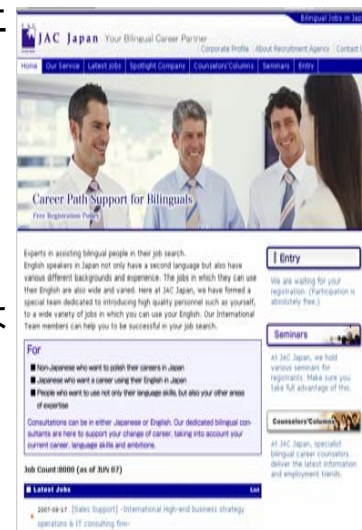 Bilingual Jobs in Jap
JAC Japan Your Bilingual Career Partner
Corporate Profile About Recruitment Agency Contact
Home Our Service Latest jobs Spotlight Company Counselors'Columns Seminars Entry
Career Path Support for Bilinguals
Free Registration Policy
Experts in assisting bilingual people in their job search.
English speakers in Japan not only have a second language but also have
various different backgrounds and experience. The jobs in which they can use
their English are also wide and varied. Here at JAC Japan, we have formed a
special team dedicated to introducing high quality personnel such as yourself,
to a wide variety of jobs in which you can use your English. Our International
Team members can help you to be successful in your job search.
For
Non-Japanese who want to polish their careers in Japan
Japanese who want a career using their English in Japan
People who want to use not only their language skills, but also your other areas
of expertise
Consultations can be in either Japanese or English. Our dedicated bilingual con-
sultants are here to support your change of career, taking into account your
current career, language skills and ambitions.
Job Count:8000 (as of JUN 07)
Latest Jobs List
2007-08-17 [Sales Support] -International High-end business strategy
operations & IT consulting firm-
Entry
We are waiting for your
registration. (Participation is
absolutely free.)
Seminars
At JAC Japan, we hold
various seminars for
registrants. Make sure you
take full advantage of this.
Counselors'Columns
At JAC Japan, specialist
bilingual career counselors
deliver the latest information
and employment trends.